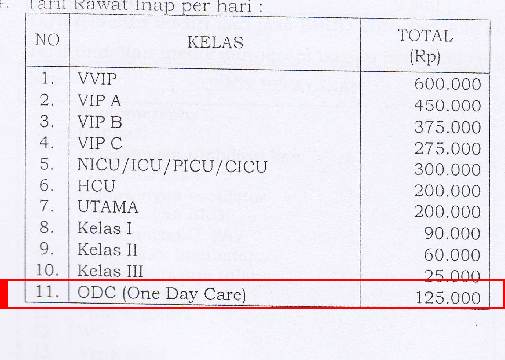 Tarif Rawat Inap per hari :
NO KELAS TOTAL (Rp)
1. VVIP 600.000
2. VIP A 450.000
3. VIP B 375.000
4. VIP C 275.000
5. NICU/ICU/PICU/CICU 300.000
6. HCU 200.000
7. UTAMA 200.000
8. Kelas I 90.000
9. Kelas II 60.000
10. Kelas III 25.000
11. ODC (One Day Care) 125.000